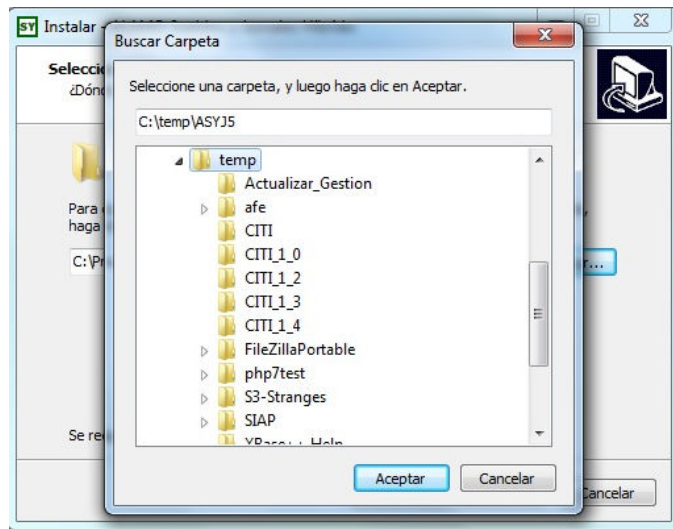 SY Instalar -
Buscar Carpeta
Seleccione una carpeta, y luego haga clic en Aceptar.
C:\temp\ASYJ5
temp
Actualizar_Gestion
afe
CITI
CITI_1_0
CITI_1_2
CITI_1_3
CITI_1_4
FileZillaPortable
php7test
S3-Stranges
SIAP
Aceptar Cancelar
Para
haga
Se re
Cancelar